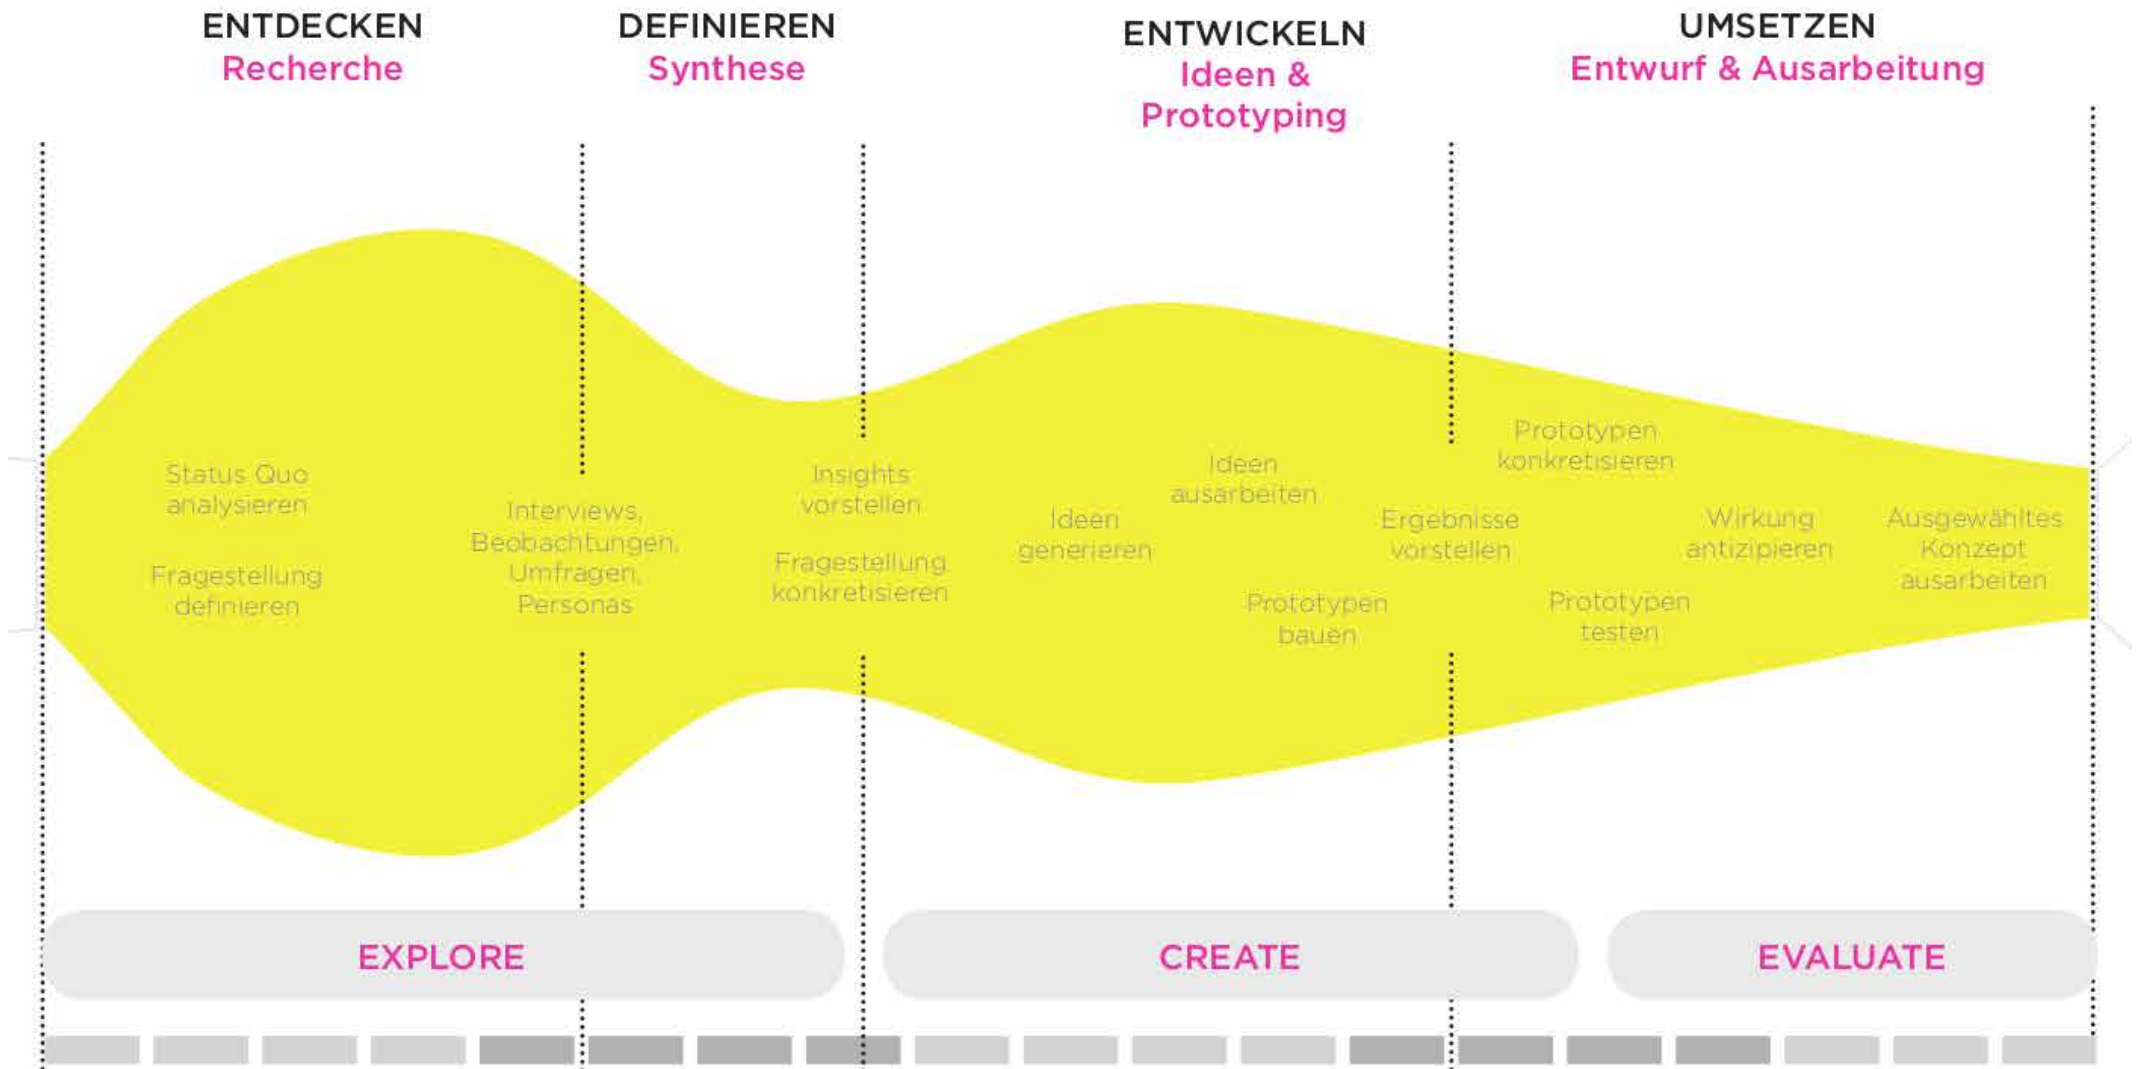 ENTDECKEN
Recherche
DEFINIEREN
Synthese
ENTWICKELN
Ideen &
Prototyping
UMSETZEN
Entwurf & Ausarbeitung
Status Quo
analysieren
Fragestellung
definieren
Interviews,
Beobachtungen,
Umfragen,
Personas
Insights
vorstellen
Fragestellung
konkretisieren
Ideen
generieren
Ideen
ausarbeiten
Prototypen
bauen
Ergebnisse
vorstellen
Prototypen
konkretisieren
Prototypen
testen
Wirkung
antizipieren
Ausgewähltes
Konzept
ausarbeiten
EXPLORE
CREATE
EVALUATE